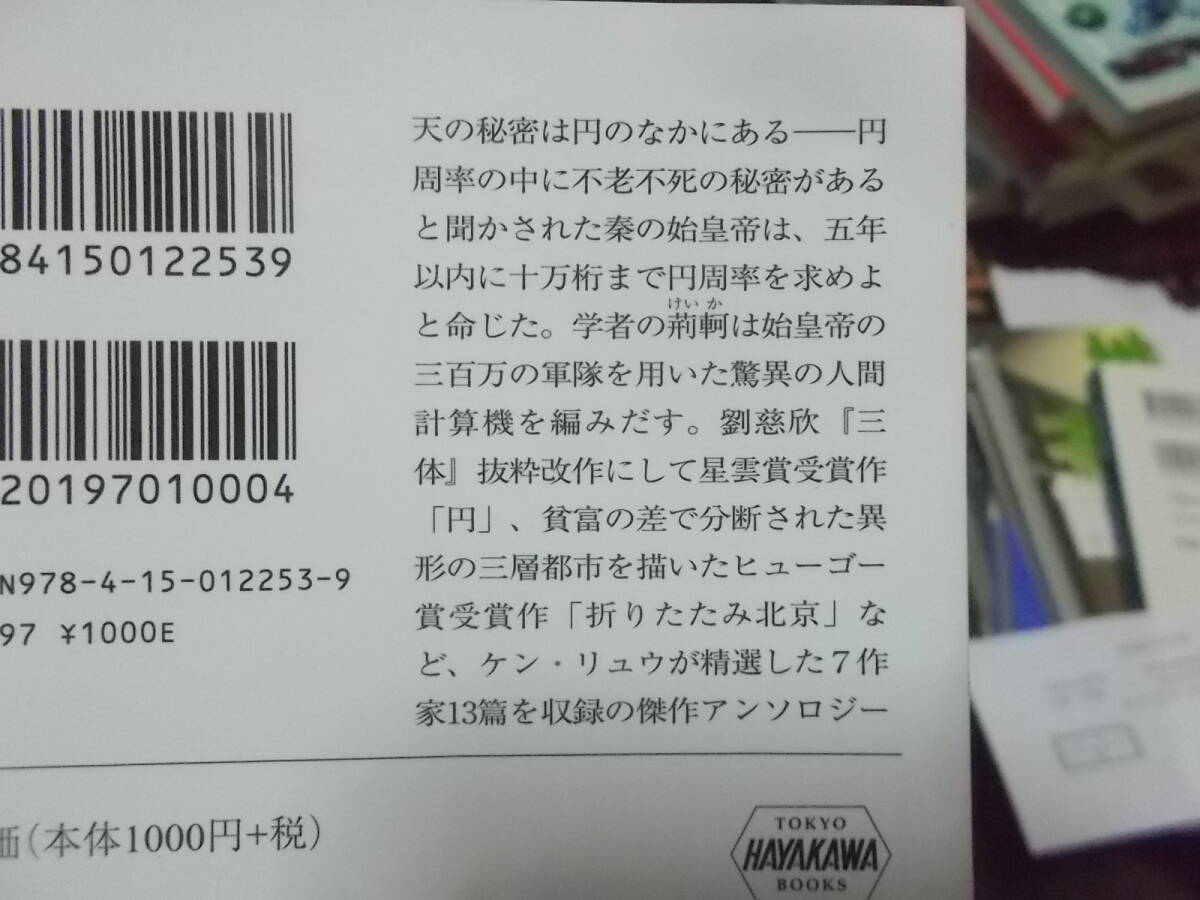 84150122539
20197010004
N978-4-15-012253-9
97 ¥1000E
天の秘密は円のなかにある——円
周率の中に不老不死の秘密がある
と聞かされた秦の始皇帝は、五年
以内に十万桁まで円周率を求めよ
けい か
と命じた。学者の荊軻は始皇帝の
三百万の軍隊を用いた驚異の人間
計算機を編みだす。劉慈欣『三
体』抜粋改作にして星雲賞受賞作
「円」、貧富の差で分断された異
形の三層都市を描いたヒューゴー
賞受賞作「折りたたみ北京」な
ど、ケン・リュウが精選した7作
家13篇を収録の傑作アンソロジー
価(本体1000円+税)
TOKYO
HAYAKAWA
BOOKS